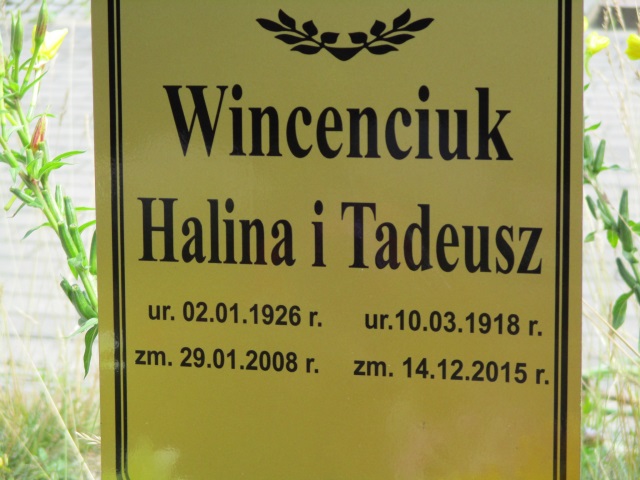 Wincenciuk
Halina i Tadeusz
ur. 02.01.1926 r. ur.10.03.1918 r.
zm. 29.01.2008 r. zm. 14.12.2015 r.